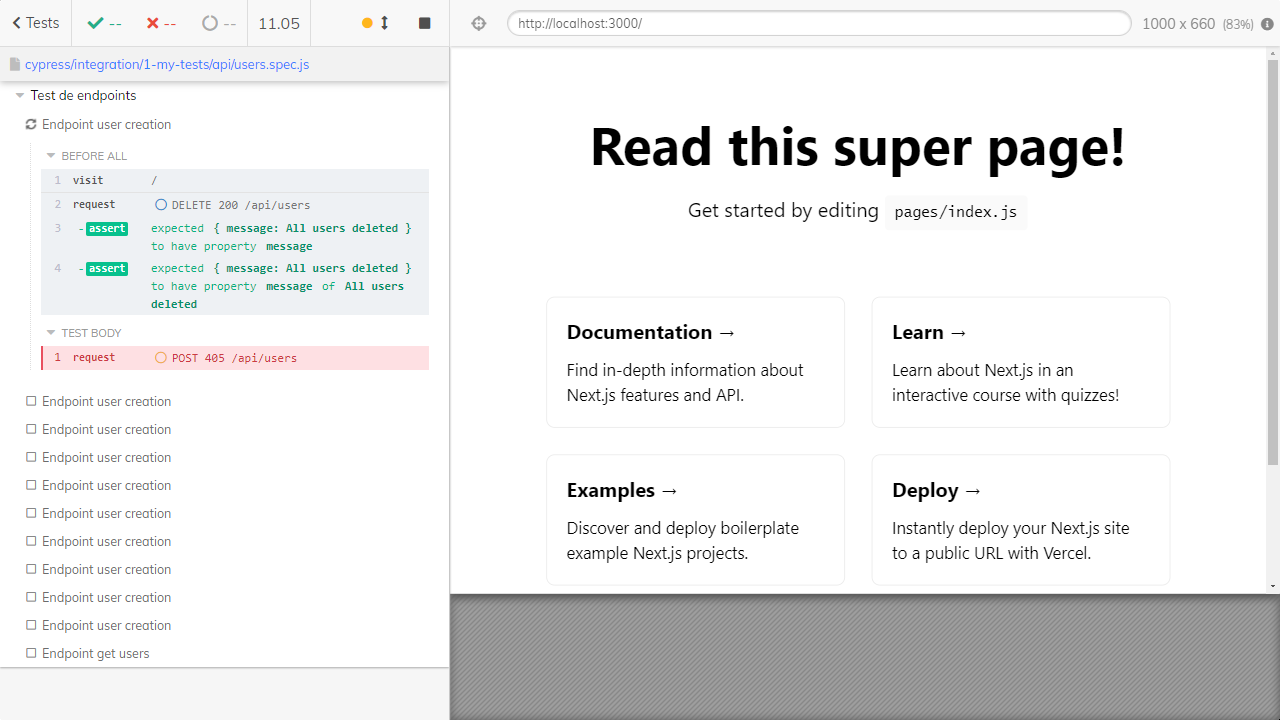 Tests
--
--
--
11.05
http://localhost:3000/
1000 x 660 (83%)
cypress/integration/1-my-tests/api/users.spec.js
Test de endpoints
Endpoint user creation
BEFORE ALL
1 visit /
2 request DELETE 200 /api/users
3 -assert expected { message: All users deleted }
to have property message
4 -assert expected { message: All users deleted }
to have property message of All users
deleted
TEST BODY
1 request POST 405 /api/users
Endpoint user creation
Endpoint user creation
Endpoint user creation
Endpoint user creation
Endpoint user creation
Endpoint user creation
Endpoint user creation
Endpoint user creation
Endpoint user creation
Endpoint get users
Read this super page!
Get started by editing pages/index.js
Documentation →
Find in-depth information about
Next.js features and API.
Learn →
Learn about Next.js in an
interactive course with quizzes!
Examples →
Discover and deploy boilerplate
example Next.js projects.
Deploy →
Instantly deploy your Next.js site
to a public URL with Vercel.